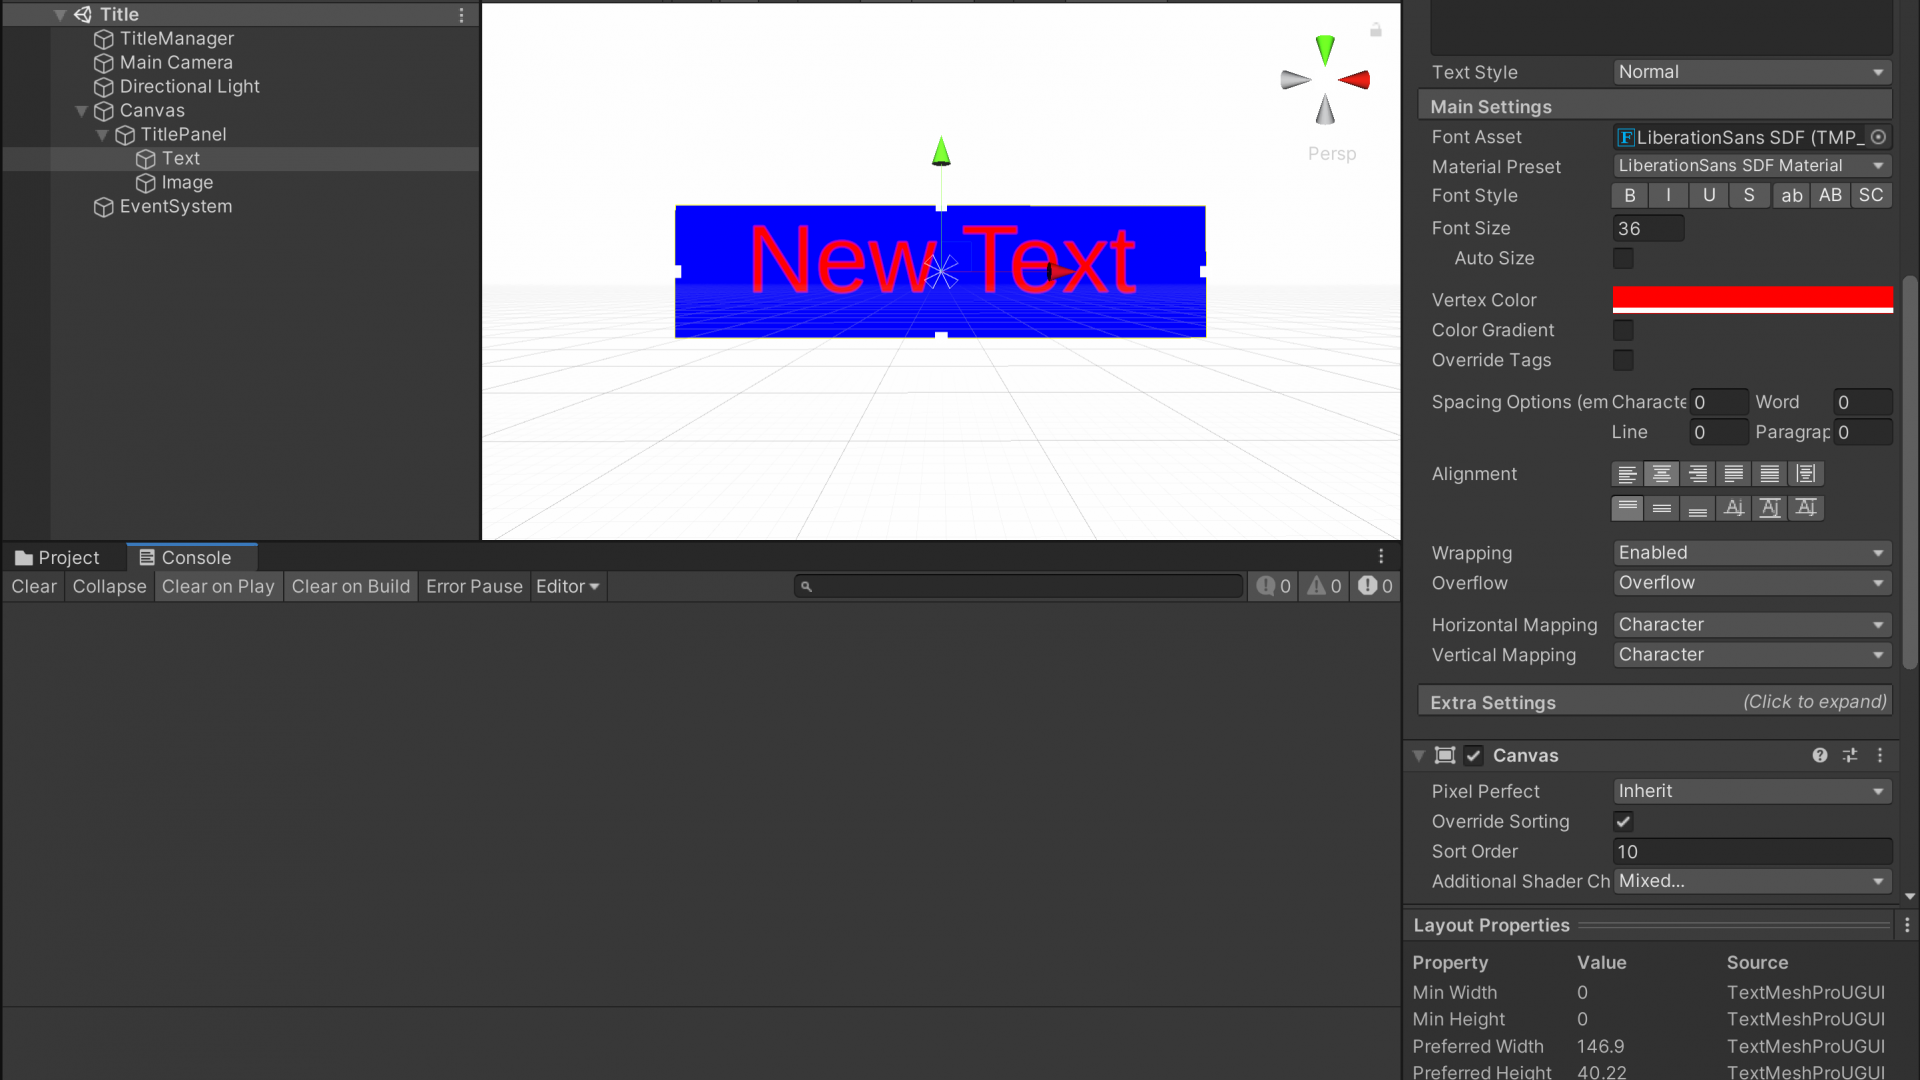 Title
TitleManager
Main Camera
Directional Light
Canvas
TitlePanel
Text
Image
EventSystem
Persp
New Text
Project
Console
Clear
Collapse
Clear on Play
Clear on Build
Error Pause
Editor
0
0
0
Text Style
Normal
Main Settings
Font Asset
F
LiberationSans SDF (TMP_
Material Preset
LiberationSans SDF Material
Font Style
B I U S ab AB SC
Font Size
36
Auto Size
Vertex Color
Color Gradient
Override Tags
Spacing Options (em Characte 0 Word 0
Line 0 Paragrap 0
Alignment
Aj Aj Aj
Wrapping
Enabled
Overflow
Overflow
Horizontal Mapping
Character
Vertical Mapping
Character
Extra Settings
(Click to expand)
Canvas
Pixel Perfect
Inherit
Override Sorting
Sort Order
10
Additional Shader Ch
Mixed...
Layout Properties
Property Value Source
Min Width 0 TextMeshProUGUI
Min Height 0 TextMeshProUGUI
Preferred Width 146.9 TextMeshProUGUI
Preferred Height 40.22 TextMeshProUGUI